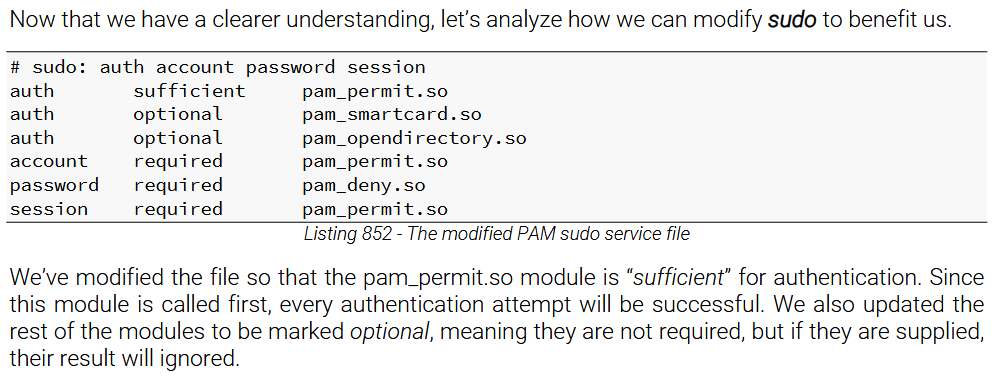 Now that we have a clearer understanding, let's analyze how we can modify sudo to benefit us.
# sudo: auth account password session
auth sufficient pam_permit.so
auth optional pam_smartcard.so
auth optional pam_opendirectory.so
account required pam_permit.so
password required pam_deny.so
session required pam_permit.so
Listing 852 - The modified PAM sudo service file
We've modified the file so that the pam_permit.so module is “sufficient” for authentication. Since
this module is called first, every authentication attempt will be successful. We also updated the
rest of the modules to be marked optional, meaning they are not required, but if they are supplied,
their result will ignored.